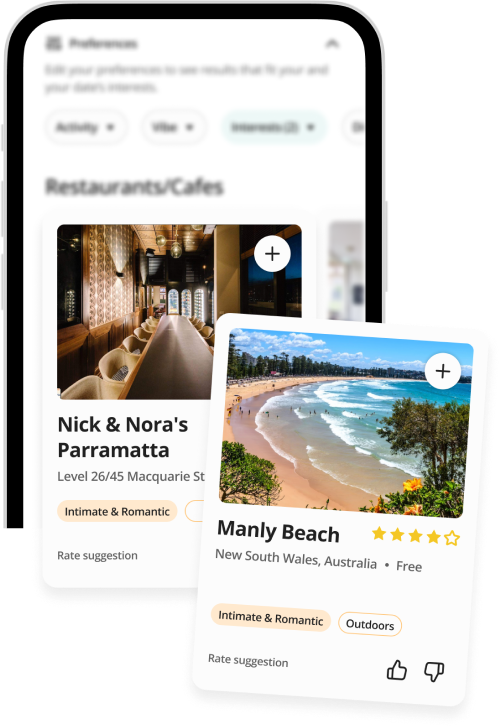 Preferences
Edit your preferences to see results that fit your and
your date's interests.
Activity
Vibe
Interests (2)
Restaurants/Cafes
Nick & Nora's
Parramatta
Level 26/45 Macquarie St
Intimate & Romantic
Rate suggestion
Manly Beach
New South Wales, Australia • Free
Intimate & Romantic
Outdoors
Rate suggestion